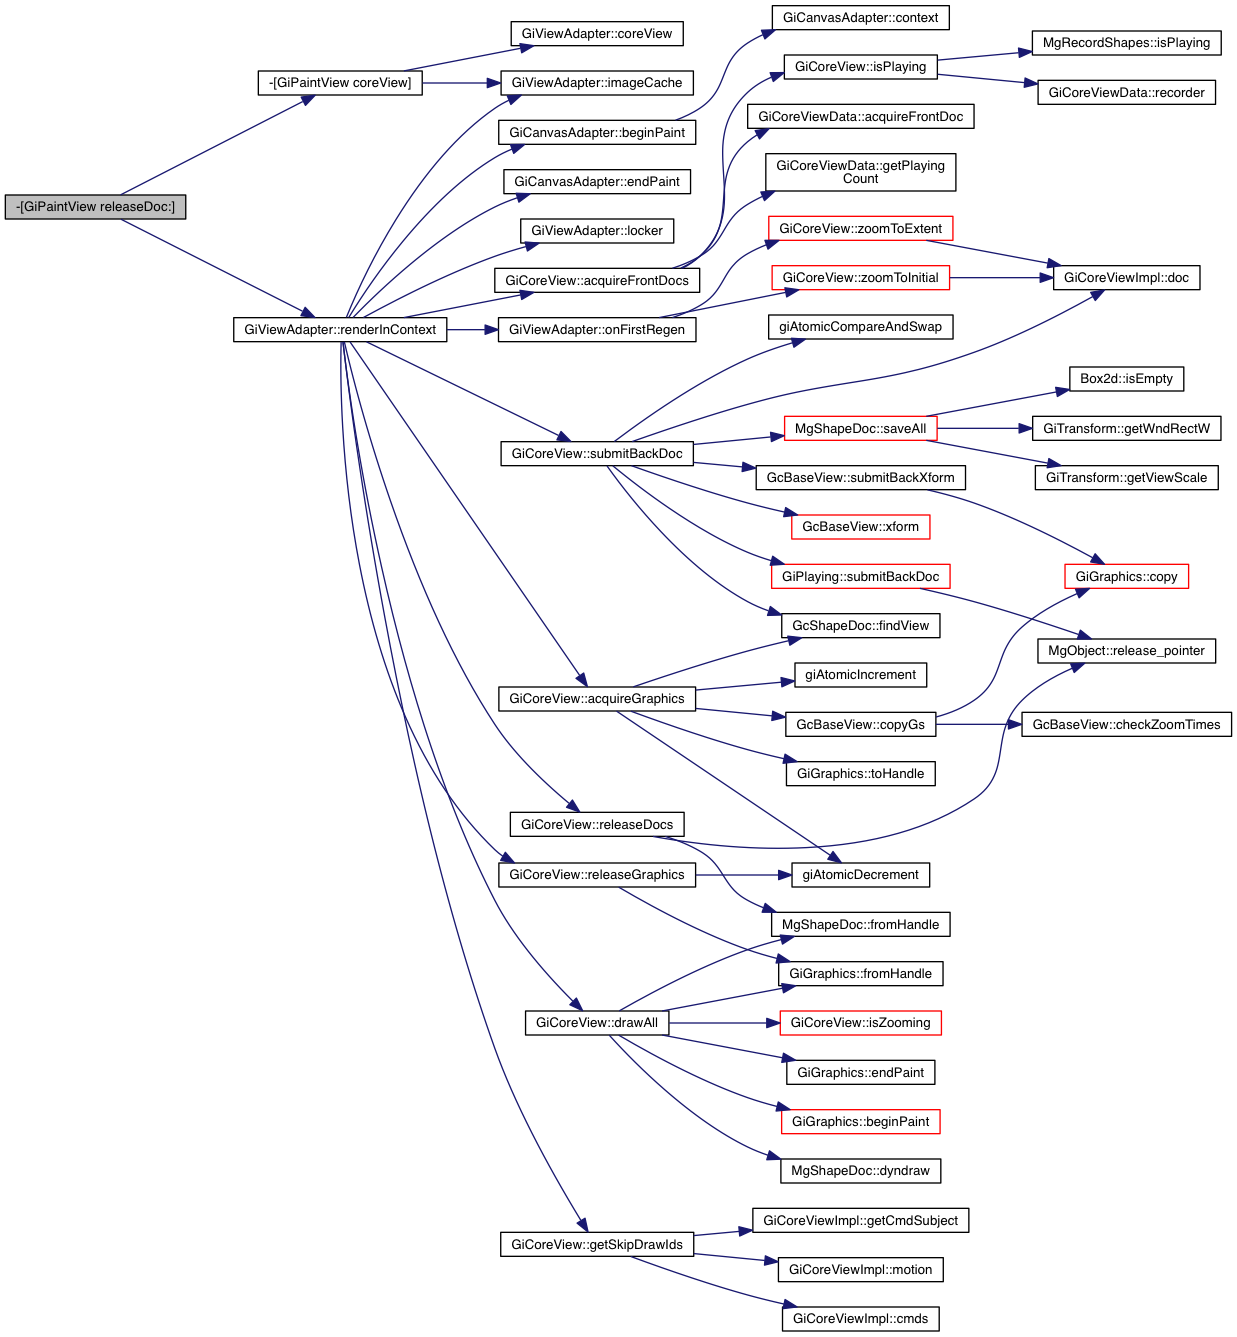 -[GiPaintView releaseDoc:]
-[GiPaintView coreView]
GiViewAdapter::renderInContext
GiViewAdapter::coreView
GiViewAdapter::imageCache
GiCanvasAdapter::beginPaint
GiCanvasAdapter::endPaint
GiViewAdapter::locker
GiCoreView::acquireFrontDocs
GiViewAdapter::onFirstRegen
GiCoreView::submitBackDoc
GiCoreView::acquireGraphics
GiCoreView::releaseDocs
GiCoreView::releaseGraphics
GiCoreView::drawAll
GiCoreView::getSkipDrawIds
GiCanvasAdapter::context
GiCoreView::isPlaying
GiCoreViewData::acquireFrontDoc
GiCoreViewData::getPlaying
Count
GiCoreView::zoomToExtent
GiCoreView::zoomToInitial
giAtomicCompareAndSwap
MgShapeDoc::saveAll
GcBaseView::submitBackXform
GcBaseView::xform
GiPlaying::submitBackDoc
GcShapeDoc::findView
giAtomicIncrement
GcBaseView::copyGs
GiGraphics::toHandle
giAtomicDecrement
MgShapeDoc::fromHandle
GiGraphics::fromHandle
GiCoreView::isZooming
GiGraphics::endPaint
GiGraphics::beginPaint
MgShapeDoc::dyndraw
GiCoreViewImpl::getCmdSubject
GiCoreViewImpl::motion
GiCoreViewImpl::cmds
MgRecordShapes::isPlaying
GiCoreViewData::recorder
GiCoreViewImpl::doc
Box2d::isEmpty
GiTransform::getWndRectW
GiTransform::getViewScale
GiGraphics::copy
MgObject::release_pointer
GcBaseView::checkZoomTimes